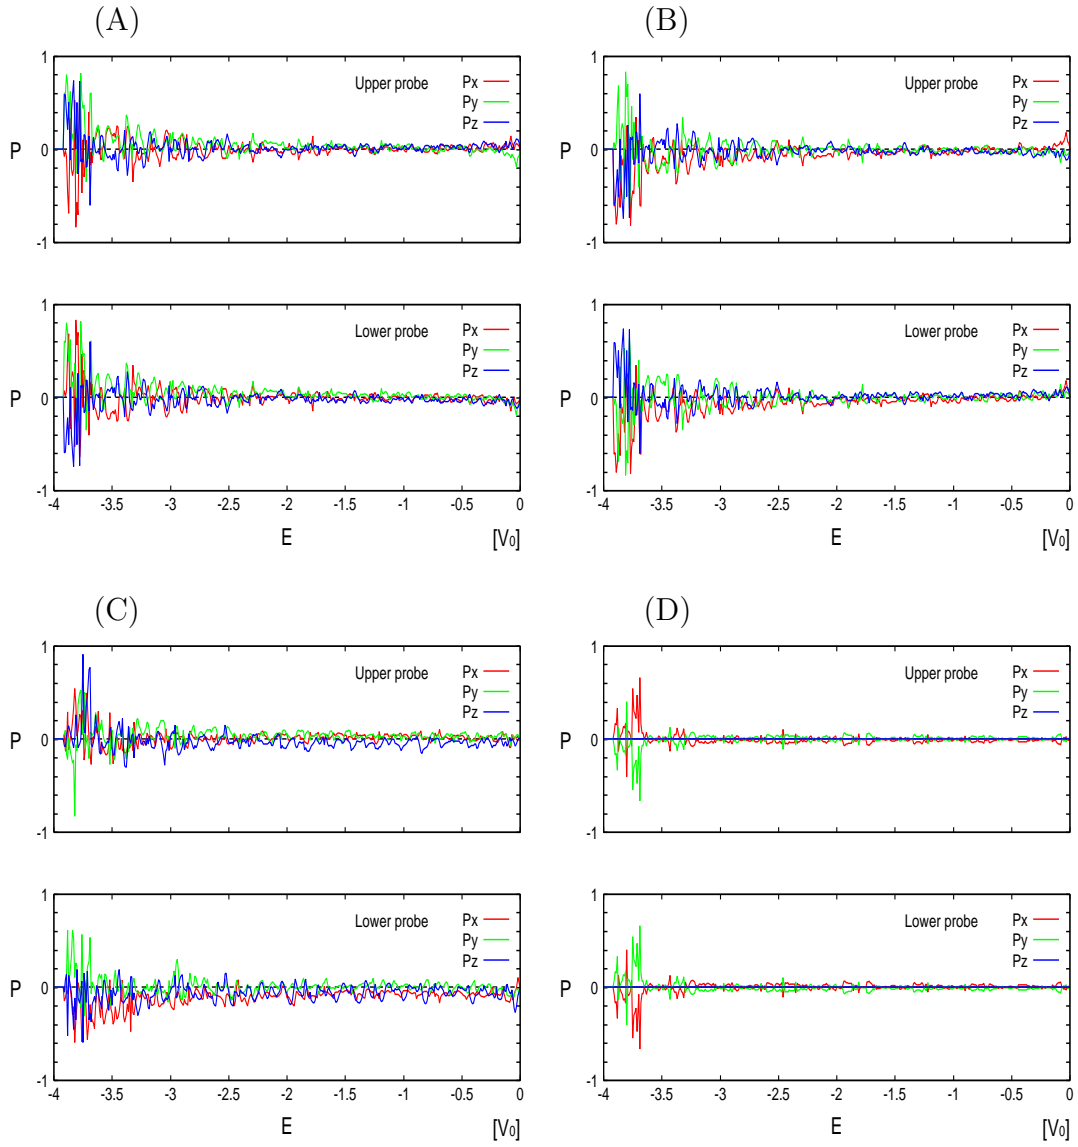 (A) (B)
1 Upper probe Px 1 Upper probe Px
Py Py
Pz Pz
P 0 P 0
-1 -1
1 Lower probe Px 1 Lower probe Px
Py Py
Pz Pz
P 0 P 0
-1 -1
-4 -3.5 -3 -2.5 -2 -1.5 -1 -0.5 0 -4 -3.5 -3 -2.5 -2 -1.5 -1 -0.5 0
E [V0] E [V0]
(C) (D)
1 Upper probe Px 1 Upper probe Px
Py Py
Pz Pz
P 0 P 0
-1 -1
1 Lower probe Px 1 Lower probe Px
Py Py
Pz Pz
P 0 P 0
-1 -1
-4 -3.5 -3 -2.5 -2 -1.5 -1 -0.5 0 -4 -3.5 -3 -2.5 -2 -1.5 -1 -0.5 0
E [V0] E [V0]